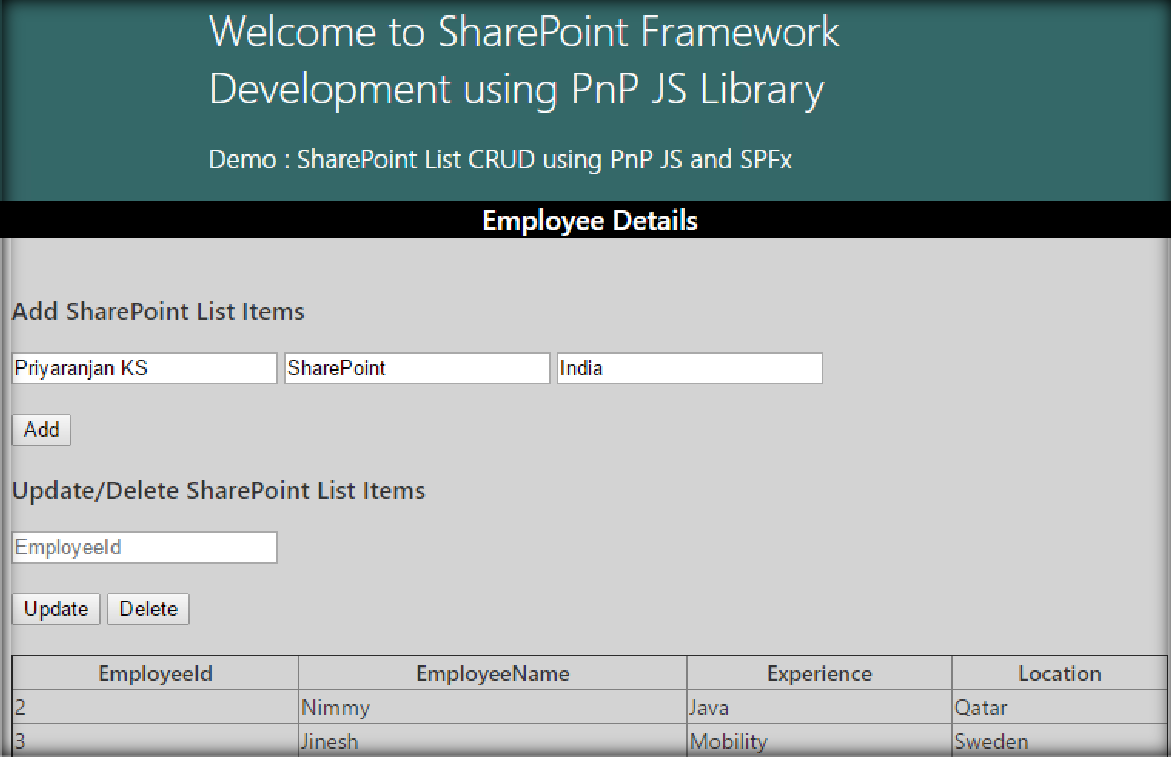 Welcome to SharePoint Framework
Development using PnP JS Library
Demo : SharePoint List CRUD using PnP JS and SPFx
Employee Details
Add SharePoint List Items
Priyaranjan KS SharePoint India
Add
Update/Delete SharePoint List Items
EmployeeId
Update Delete
EmployeeId EmployeeName Experience Location
2 Nimmy Java Qatar
3 Jinesh Mobility Sweden